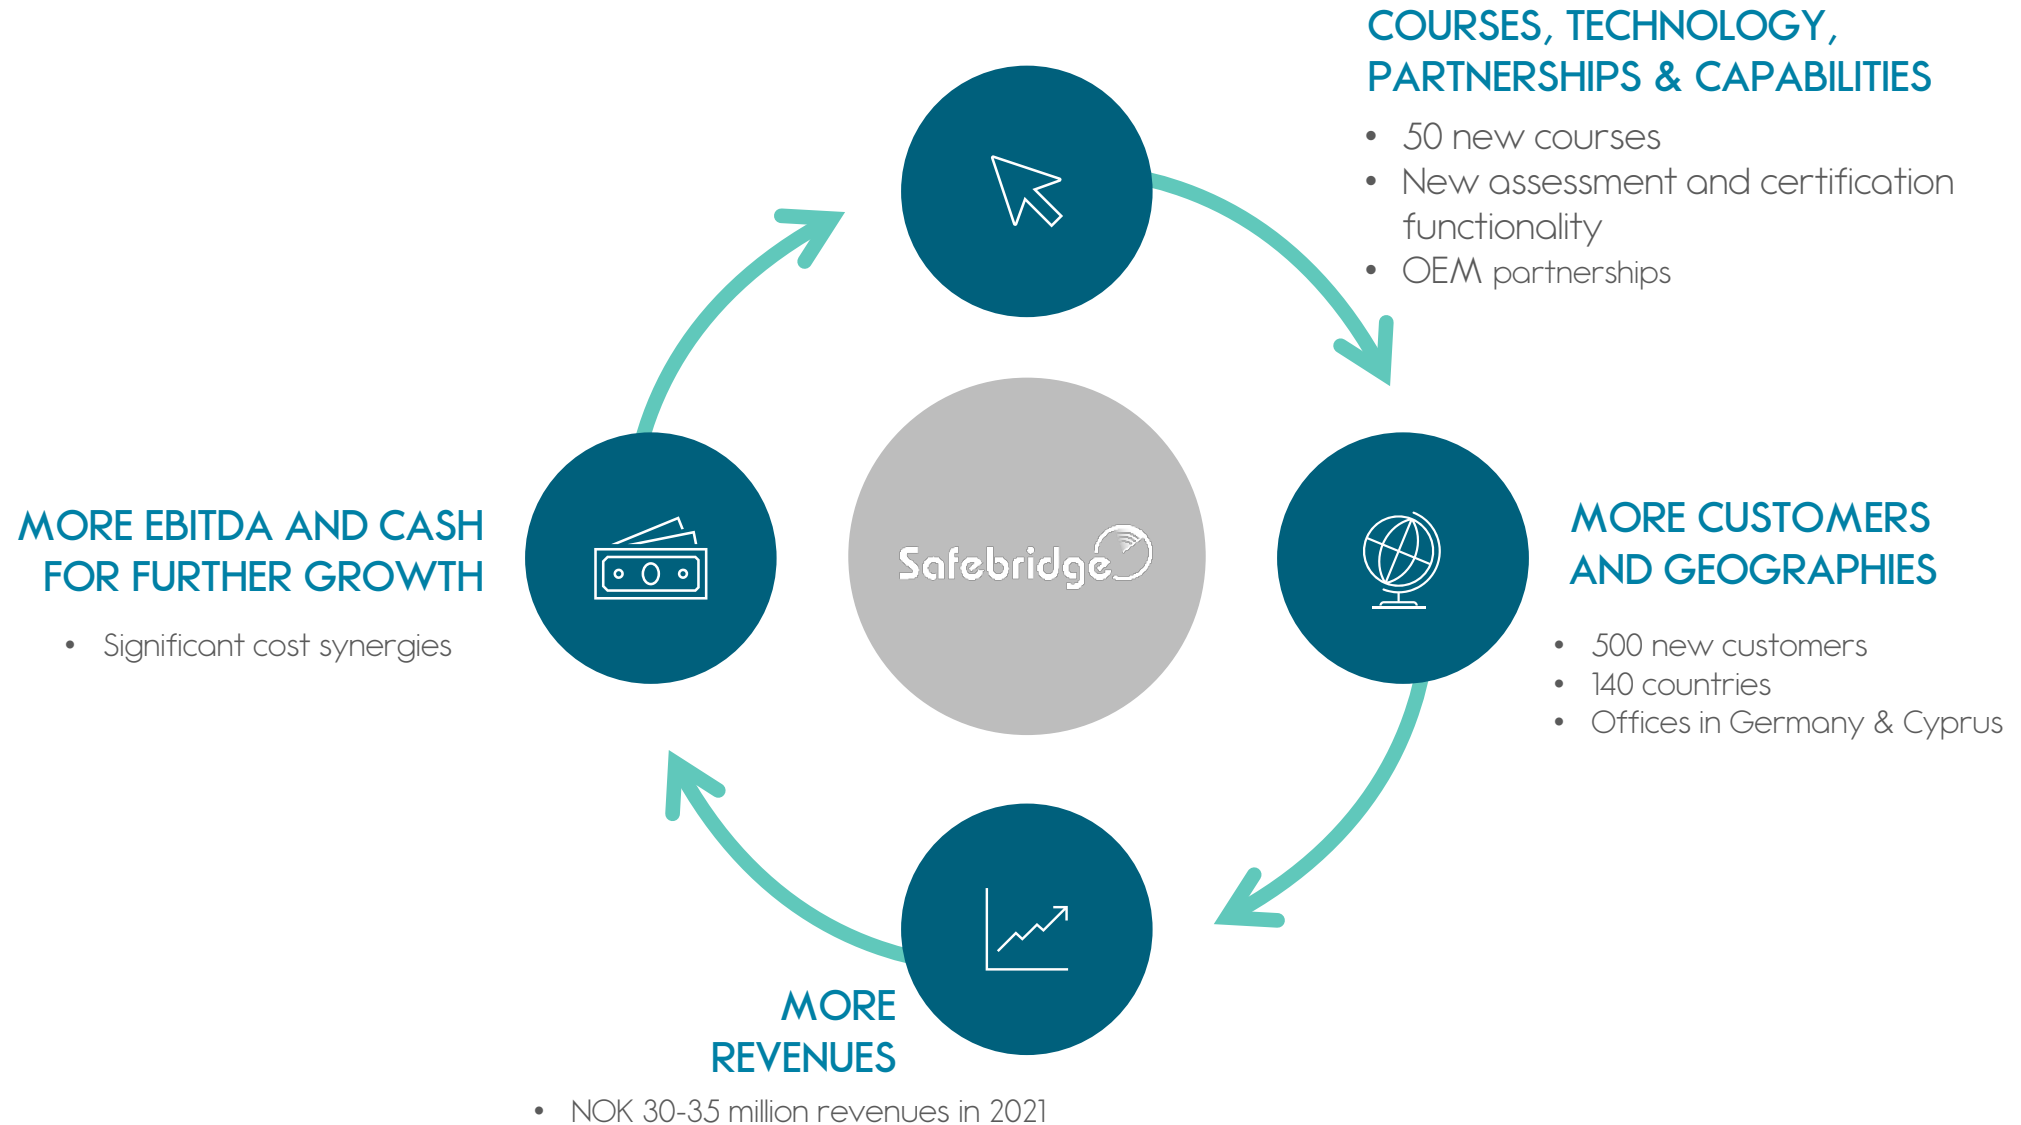 COURSES, TECHNOLOGY,
PARTNERSHIPS & CAPABILITIES
• 50 new courses
• New assessment and certification
functionality
• OEM partnerships
MORE CUSTOMERS
AND GEOGRAPHIES
• 500 new customers
• 140 countries
• Offices in Germany & Cyprus
MORE
REVENUES
• NOK 30-35 million revenues in 2021
MORE EBITDA AND CASH
FOR FURTHER GROWTH
• Significant cost synergies
Safebridge